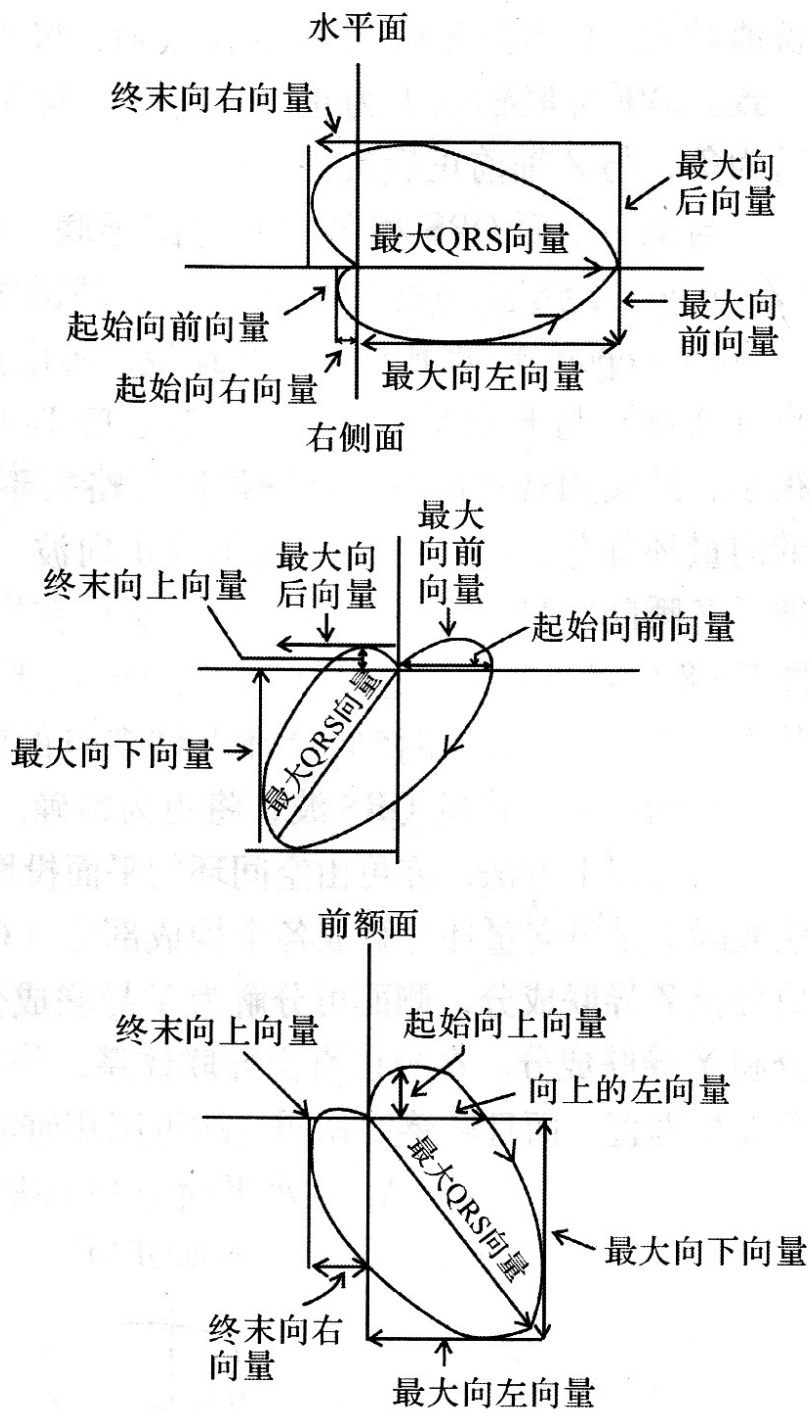 水平面
终末向右向量
最大向
后向量
最大QRS向量
起始向前向量
最大向
前向量
起始向右向量
最大向左向量
右侧面
最大
向前
向量
最大向
后向量
终末向上向量
起始向前向量
最大QRS向量
最大向下向量
前额面
终末向上向量
起始向上向量
向上的左向量
最大QRS向量
最大向下向量
终末向右
向量
最大向左向量